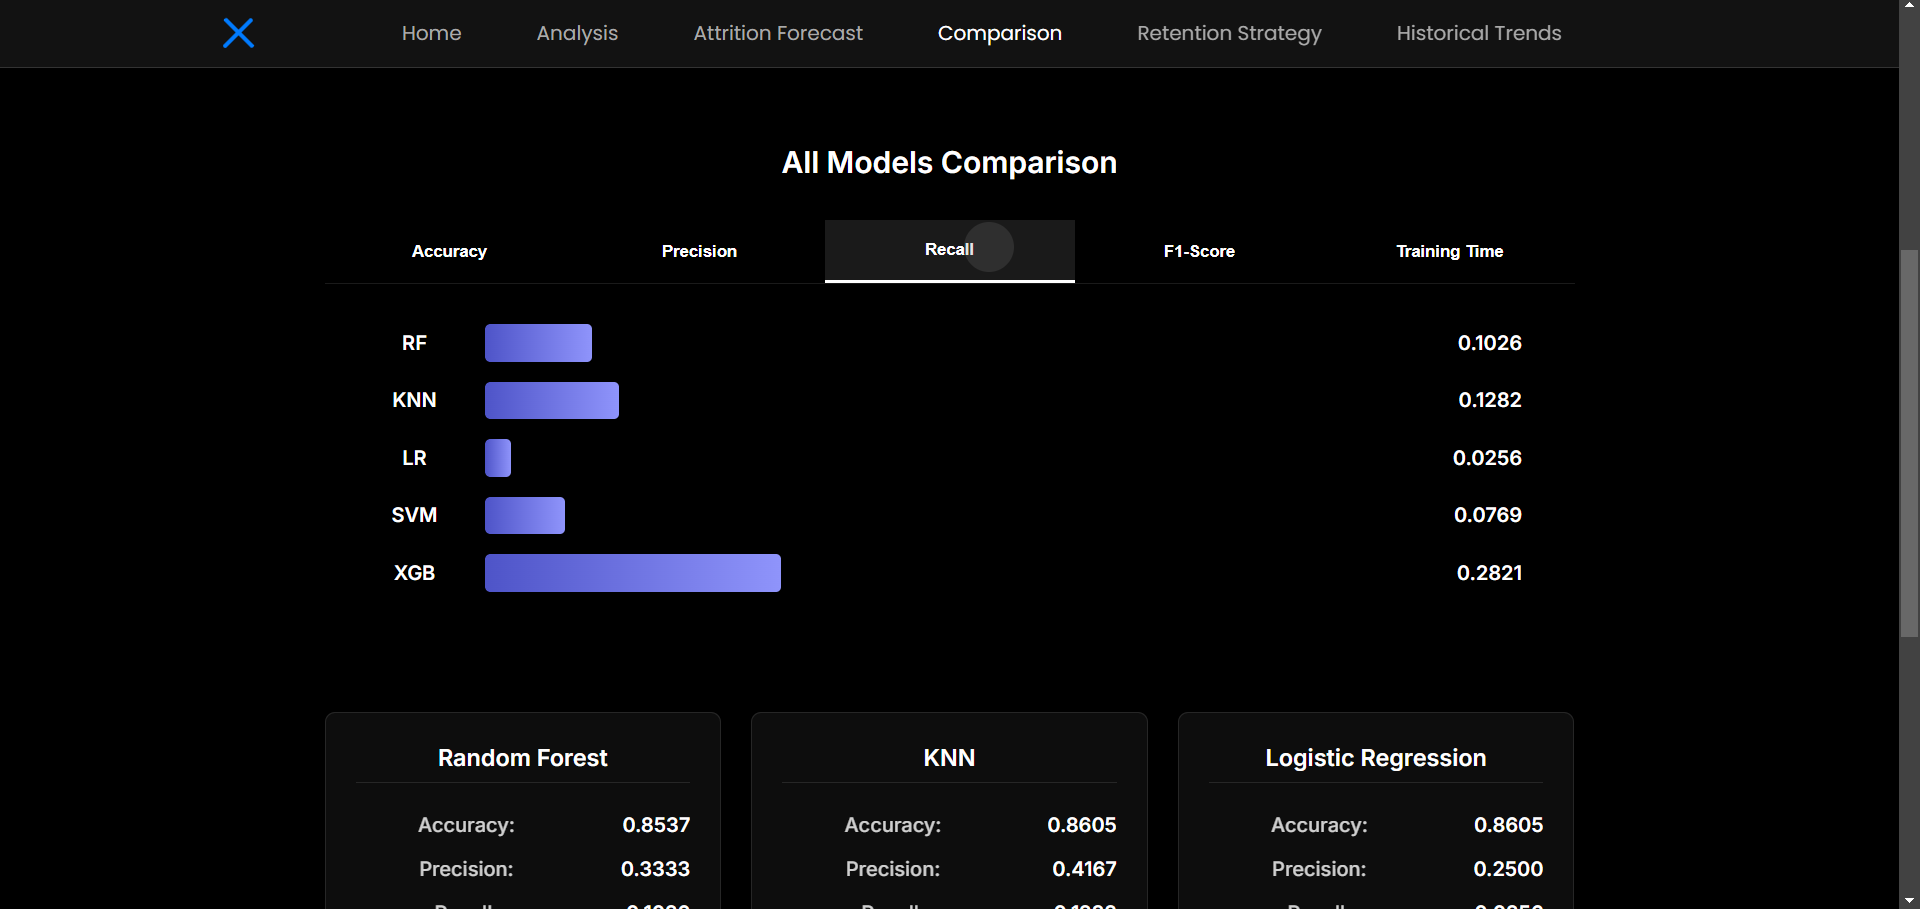 Home Analysis Attrition Forecast Comparison Retention Strategy Historical Trends
All Models Comparison
Accuracy Precision Recall F1-Score Training Time
RF 0.1026
KNN 0.1282
LR 0.0256
SVM 0.0769
XGB 0.2821
Random Forest KNN Logistic Regression
Accuracy: 0.8537 Accuracy: 0.8605 Accuracy: 0.8605
Precision: 0.3333 Precision: 0.4167 Precision: 0.2500